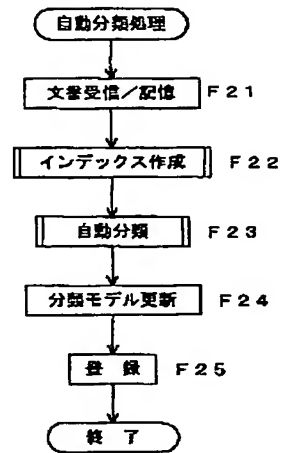 自動分類処理
文書受信／記憶 F21
インデックス作成 F22
自動分類 F23
分類モデル更新 F24
登 録 F25
終 了